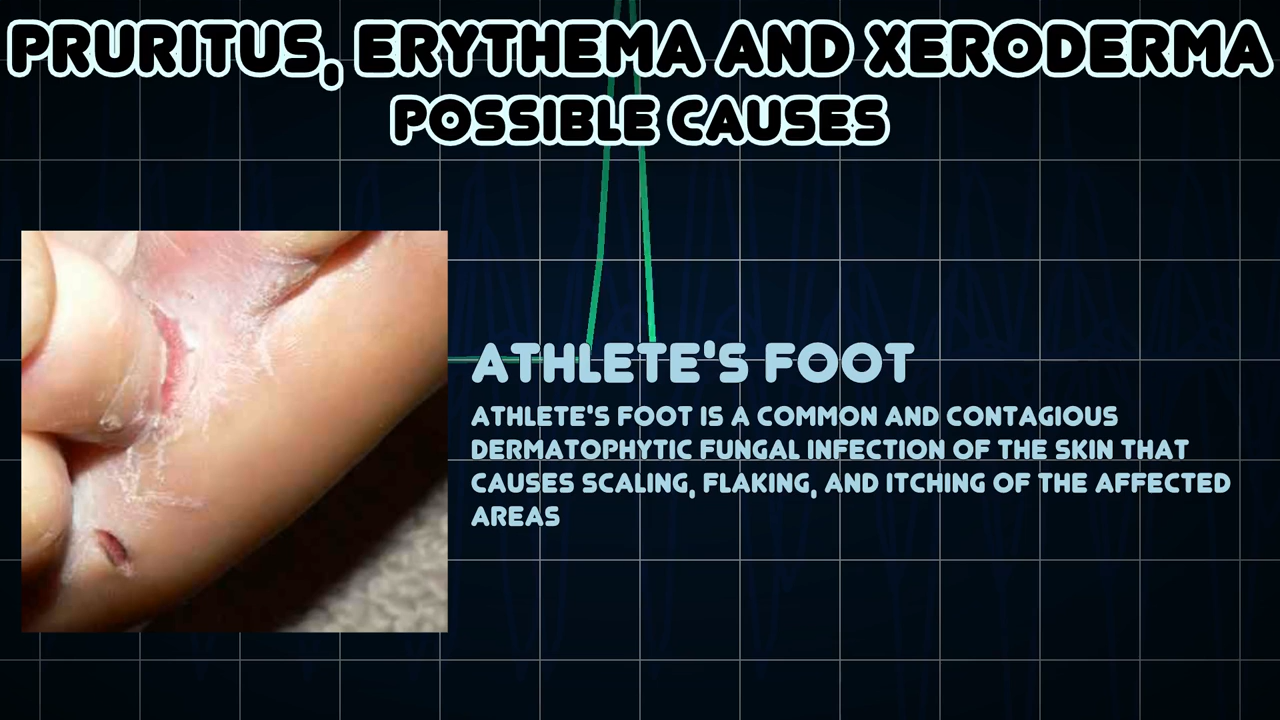 PRURITUS, ERYTHEMA AND XERODERMA
POSSIBLE CAUSES
ATHLETE'S FOOT
ATHLETE'S FOOT IS A COMMON AND CONTAGIOUS
DERMATOPHYTIC FUNGAL INFECTION OF THE SKIN THAT
CAUSES SCALING, FLAKING, AND ITCHING OF THE AFFECTED
AREAS